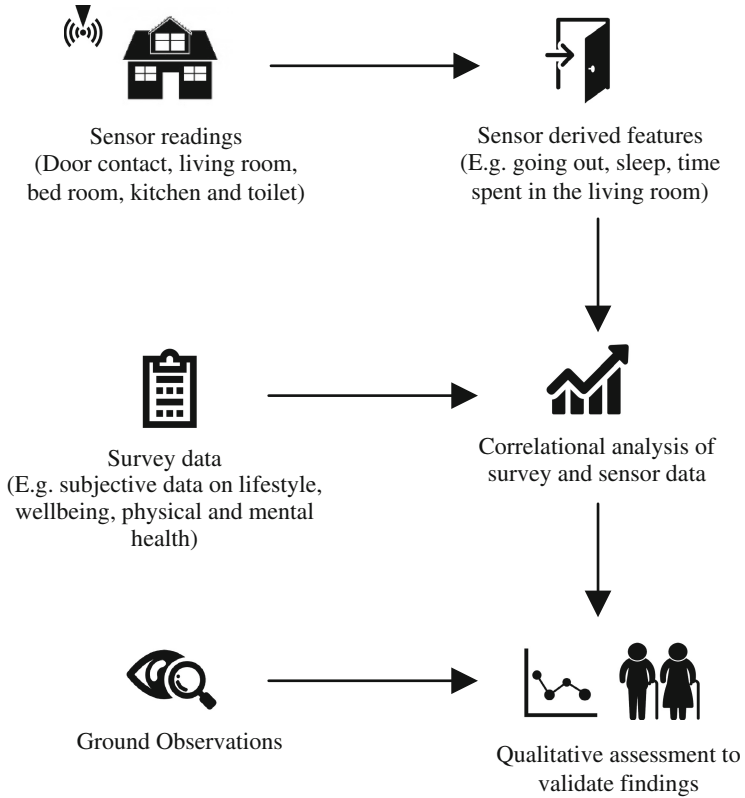 Sensor readings
(Door contact, living room,
bed room, kitchen and toilet)
Sensor derived features
(E.g. going out, sleep, time
spent in the living room)
Survey data
(E.g. subjective data on lifestyle,
wellbeing, physical and mental
health)
Correlational analysis of
survey and sensor data
Ground Observations
Qualitative assessment to
validate findings